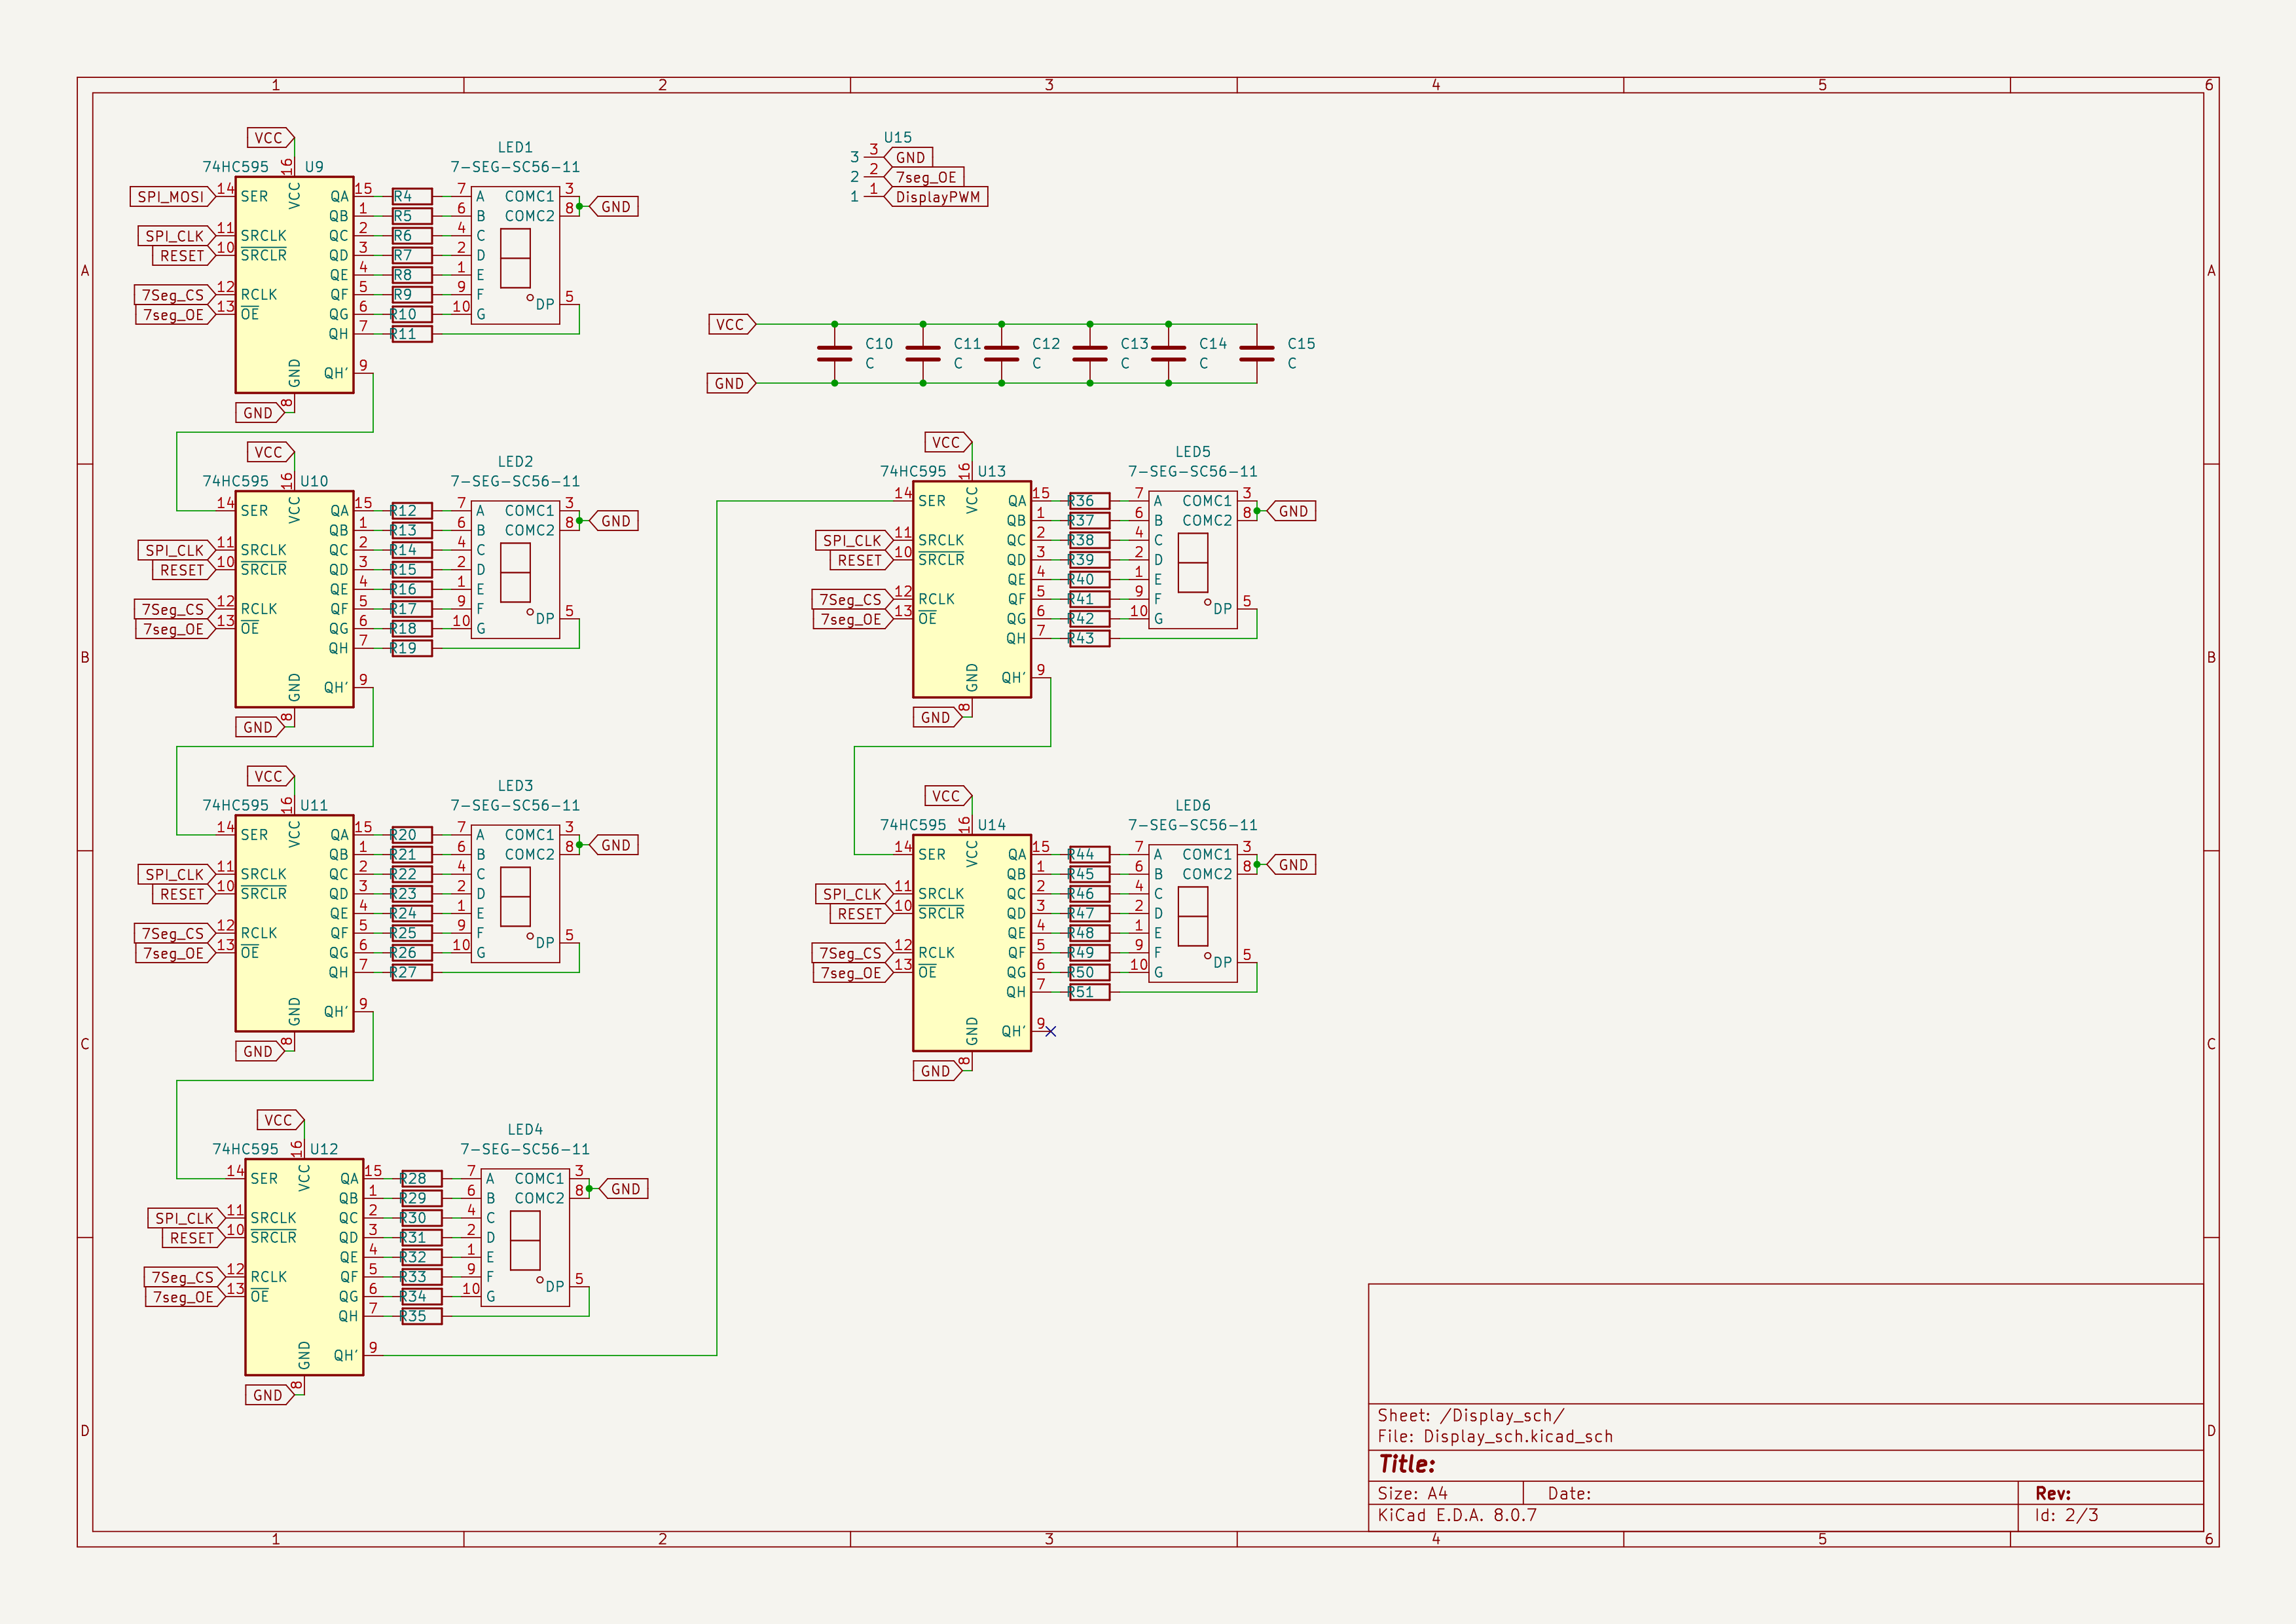 1 2 3 4 5 6
A A
B B
C C
D D
VCC
74HC595 U9
16
VCC
SPI_MOSI 14 SER
SPI_CLK 11 SRCLK
RESET 10 SRCLR
7Seg_CS 12 RCLK
7seg_OE 13 OE
QA 15 R4 7 A
QB 1 R5 6 B
QC 2 R6 4 C
QD 3 R7 2 D
QE 4 R8 1 E
QF 5 R9 9 F
QG 6 R10 10 G
QH 7 R11
QH' 9
GND
GND 8
LED1
7-SEG-SC56-11
COMC1 3
COMC2 8
GND
DP 5
VCC
74HC595 U10
16
VCC
14 SER
SPI_CLK 11 SRCLK
RESET 10 SRCLR
7Seg_CS 12 RCLK
7seg_OE 13 OE
QA 15 R12 7 A
QB 1 R13 6 B
QC 2 R14 4 C
QD 3 R15 2 D
QE 4 R16 1 E
QF 5 R17 9 F
QG 6 R18 10 G
QH 7 R19
QH' 9
GND
GND 8
LED2
7-SEG-SC56-11
COMC1 3
COMC2 8
GND
DP 5
VCC
74HC595 U11
16
VCC
14 SER
SPI_CLK 11 SRCLK
RESET 10 SRCLR
7Seg_CS 12 RCLK
7seg_OE 13 OE
QA 15 R20 7 A
QB 1 R21 6 B
QC 2 R22 4 C
QD 3 R23 2 D
QE 4 R24 1 E
QF 5 R25 9 F
QG 6 R26 10 G
QH 7 R27
QH' 9
GND
GND 8
LED3
7-SEG-SC56-11
COMC1 3
COMC2 8
GND
DP 5
VCC
74HC595 U12
16
VCC
14 SER
SPI_CLK 11 SRCLK
RESET 10 SRCLR
7Seg_CS 12 RCLK
7seg_OE 13 OE
QA 15 R28 7 A
QB 1 R29 6 B
QC 2 R30 4 C
QD 3 R31 2 D
QE 4 R32 1 E
QF 5 R33 9 F
QG 6 R34 10 G
QH 7 R35
QH' 9
GND
GND 8
LED4
7-SEG-SC56-11
COMC1 3
COMC2 8
GND
DP 5
U15
3 3 GND
2 2 7seg_OE
1 1 DisplayPWM
VCC
C10 C11 C12 C13 C14 C15
C C C C C C
GND
VCC
74HC595 U13
16
VCC
14 SER
SPI_CLK 11 SRCLK
RESET 10 SRCLR
7Seg_CS 12 RCLK
7seg_OE 13 OE
QA 15 R36 7 A
QB 1 R37 6 B
QC 2 R38 4 C
QD 3 R39 2 D
QE 4 R40 1 E
QF 5 R41 9 F
QG 6 R42 10 G
QH 7 R43
QH' 9
GND
GND 8
LED5
7-SEG-SC56-11
COMC1 3
COMC2 8
GND
DP 5
VCC
74HC595 U14
16
VCC
14 SER
SPI_CLK 11 SRCLK
RESET 10 SRCLR
7Seg_CS 12 RCLK
7seg_OE 13 OE
QA 15 R44 7 A
QB 1 R45 6 B
QC 2 R46 4 C
QD 3 R47 2 D
QE 4 R48 1 E
QF 5 R49 9 F
QG 6 R50 10 G
QH 7 R51
QH' 9
GND
GND 8
LED6
7-SEG-SC56-11
COMC1 3
COMC2 8
GND
DP 5
Sheet: /Display_sch/
File: Display_sch.kicad_sch
Title:
Size: A4 Date: Rev:
KiCad E.D.A. 8.0.7 Id: 2/3
1 2 3 4 5 6